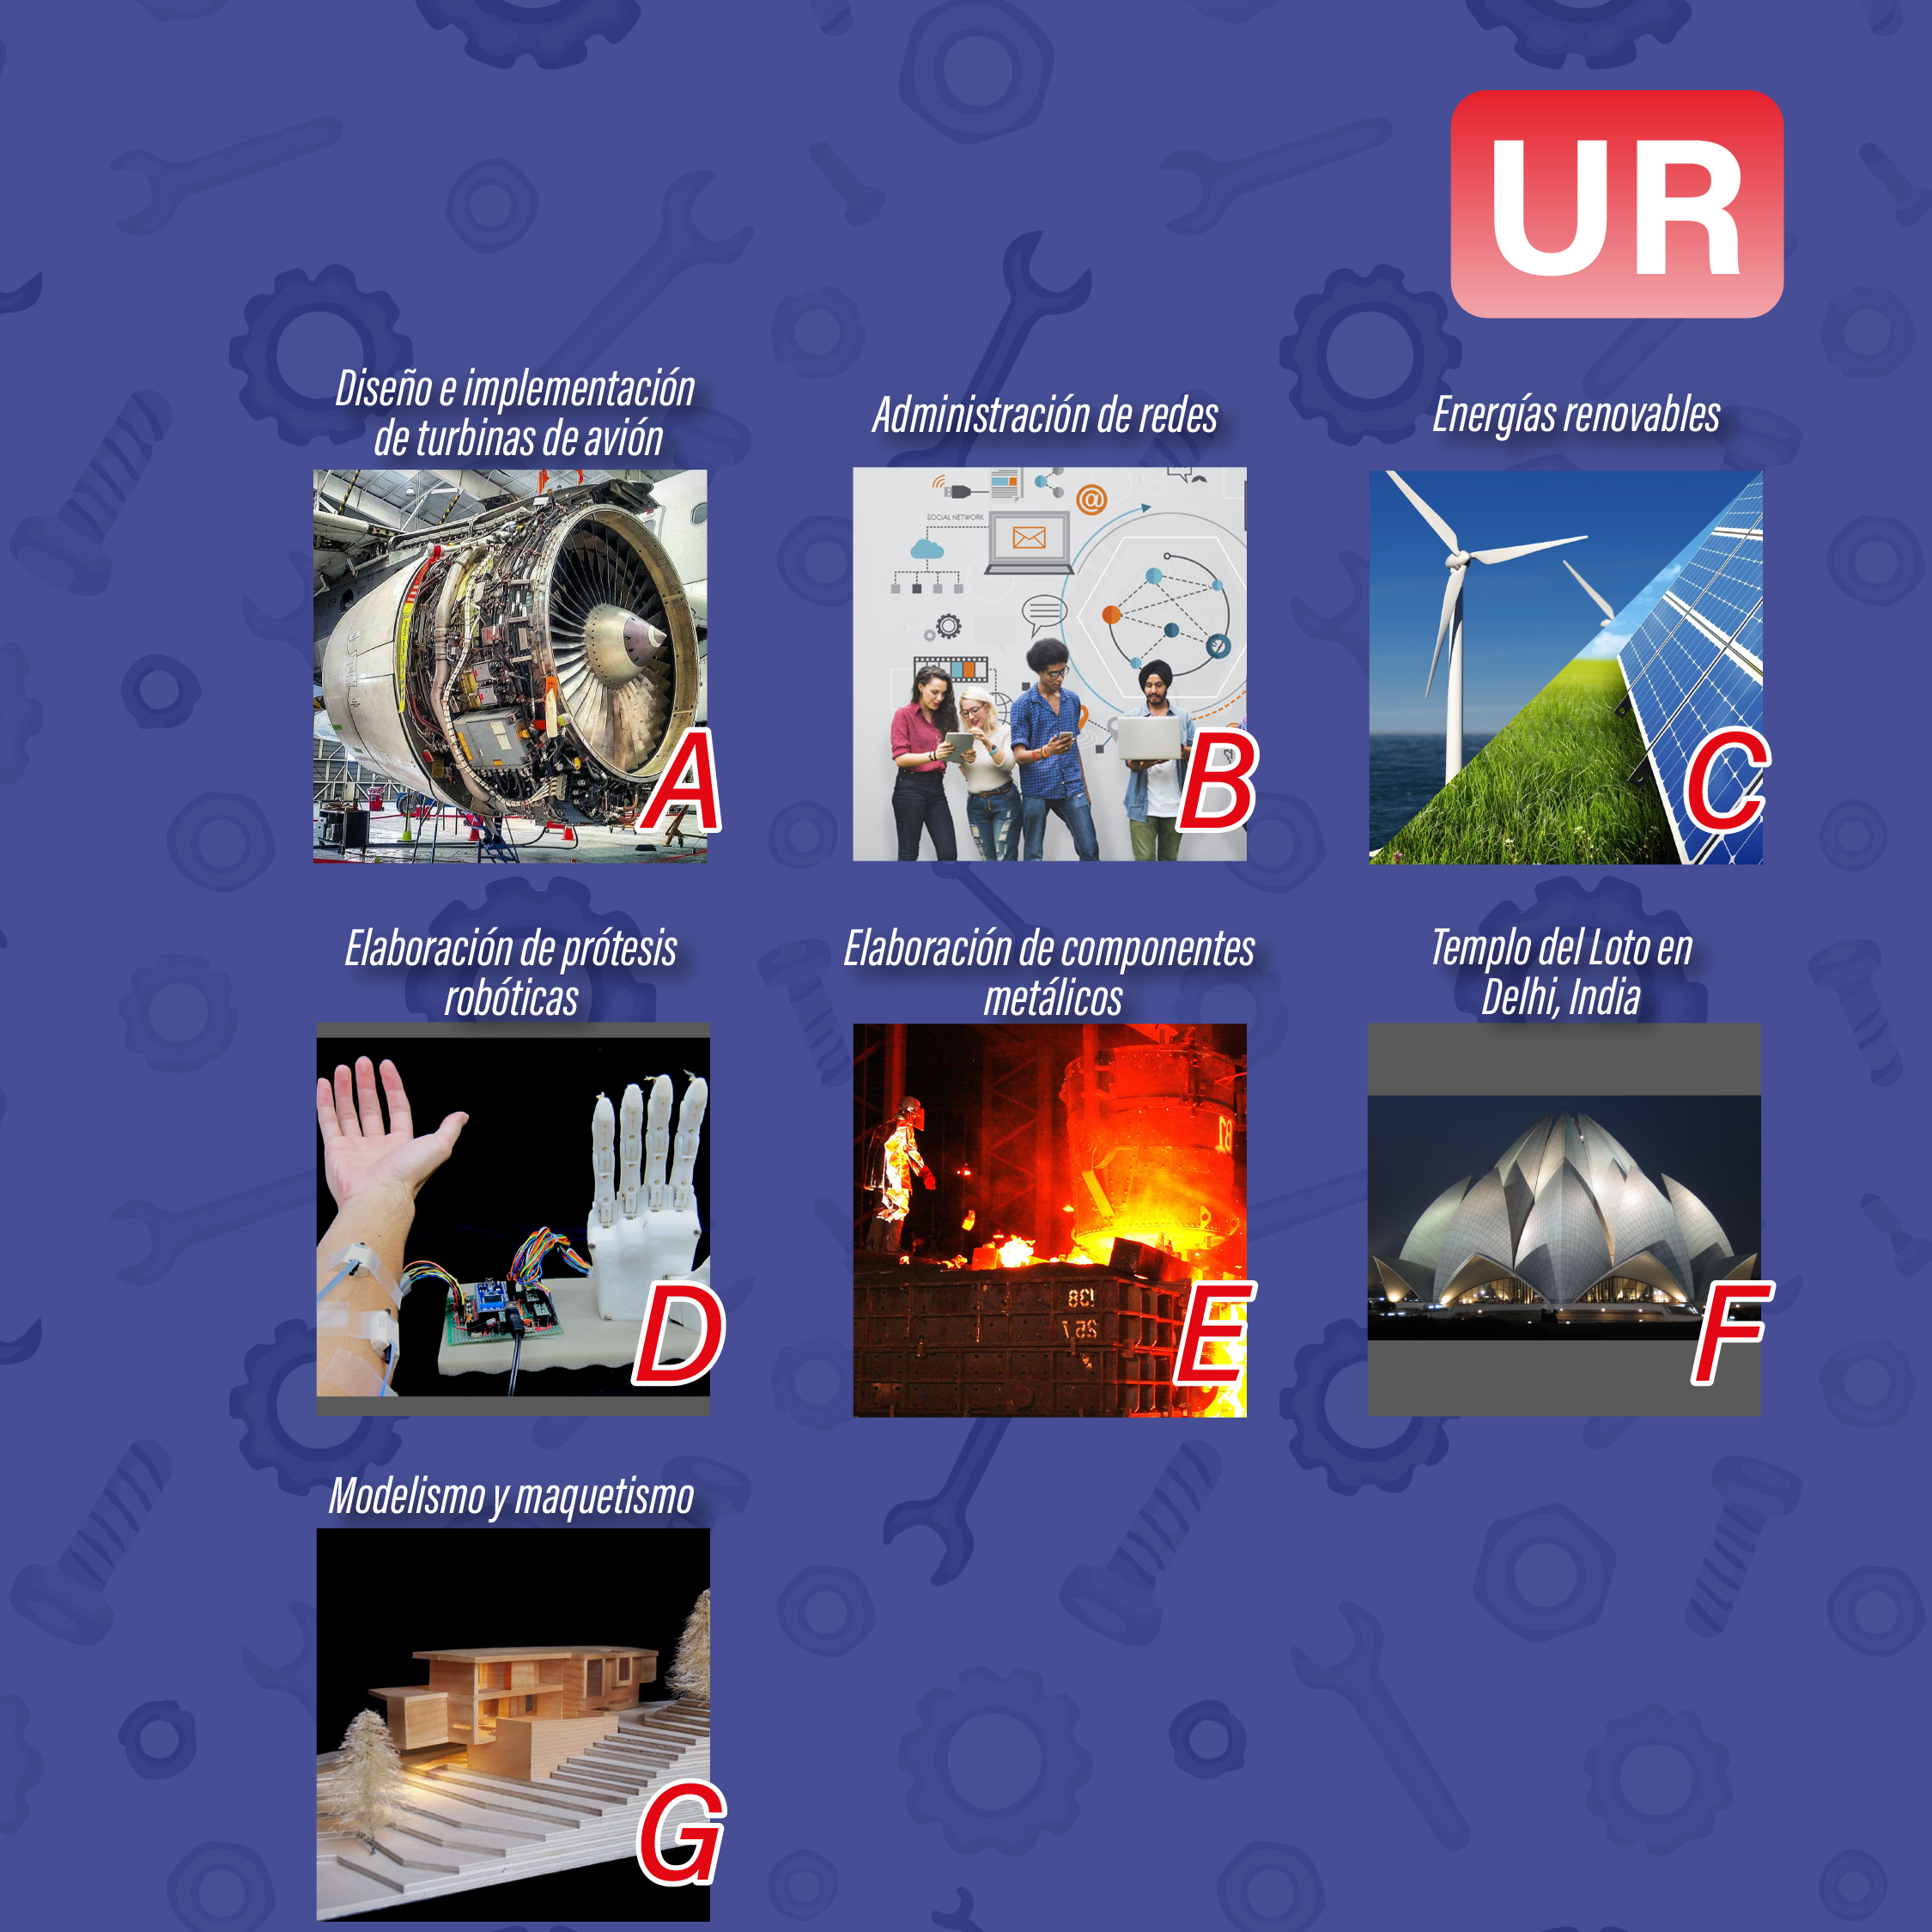 UR
Diseño e implementación
de turbinas de avión
Administración de redes
Energías renovables
SOCIAL NETWORK
@
A
B
C
Elaboración de prótesis
robóticas
Elaboración de componentes
metálicos
Templo del Loto en
Delhi, India
D
E
F
Modelismo y maquetismo
G